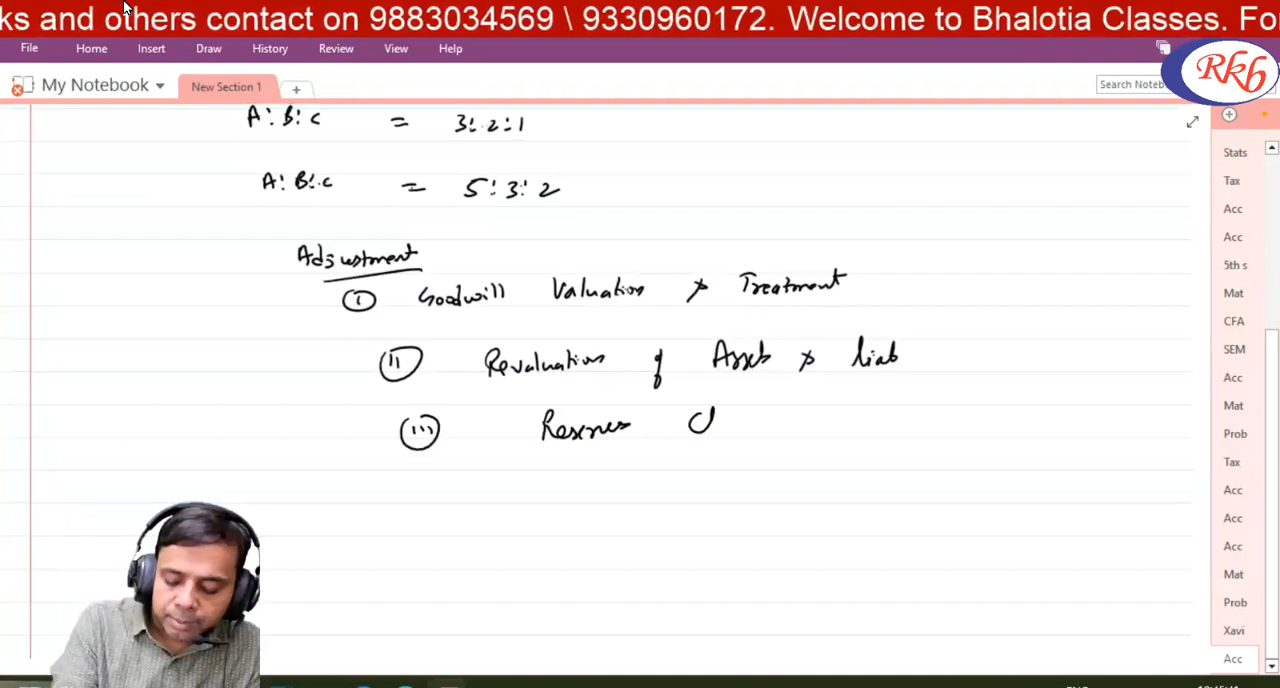 ks and others contact on 9883034569 \ 9330960172. Welcome to Bhalotia Classes. Fo
File Home Insert Draw History Review View Help
Rkb
My Notebook New Section 1 + Search Noteb
A:B:C = 3:2:1
A:B:C = 5:3:2
Adjustment
(i) Goodwill Valuation & Treatment
(ii) Revaluation of Assets & liab
(iii) Reserves
Stats
Tax
Acc
Acc
5th s
Mat
CFA
SEM
Acc
Mat
Prob
Tax
Acc
Acc
Acc
Mat
Prob
Xavi
Acc